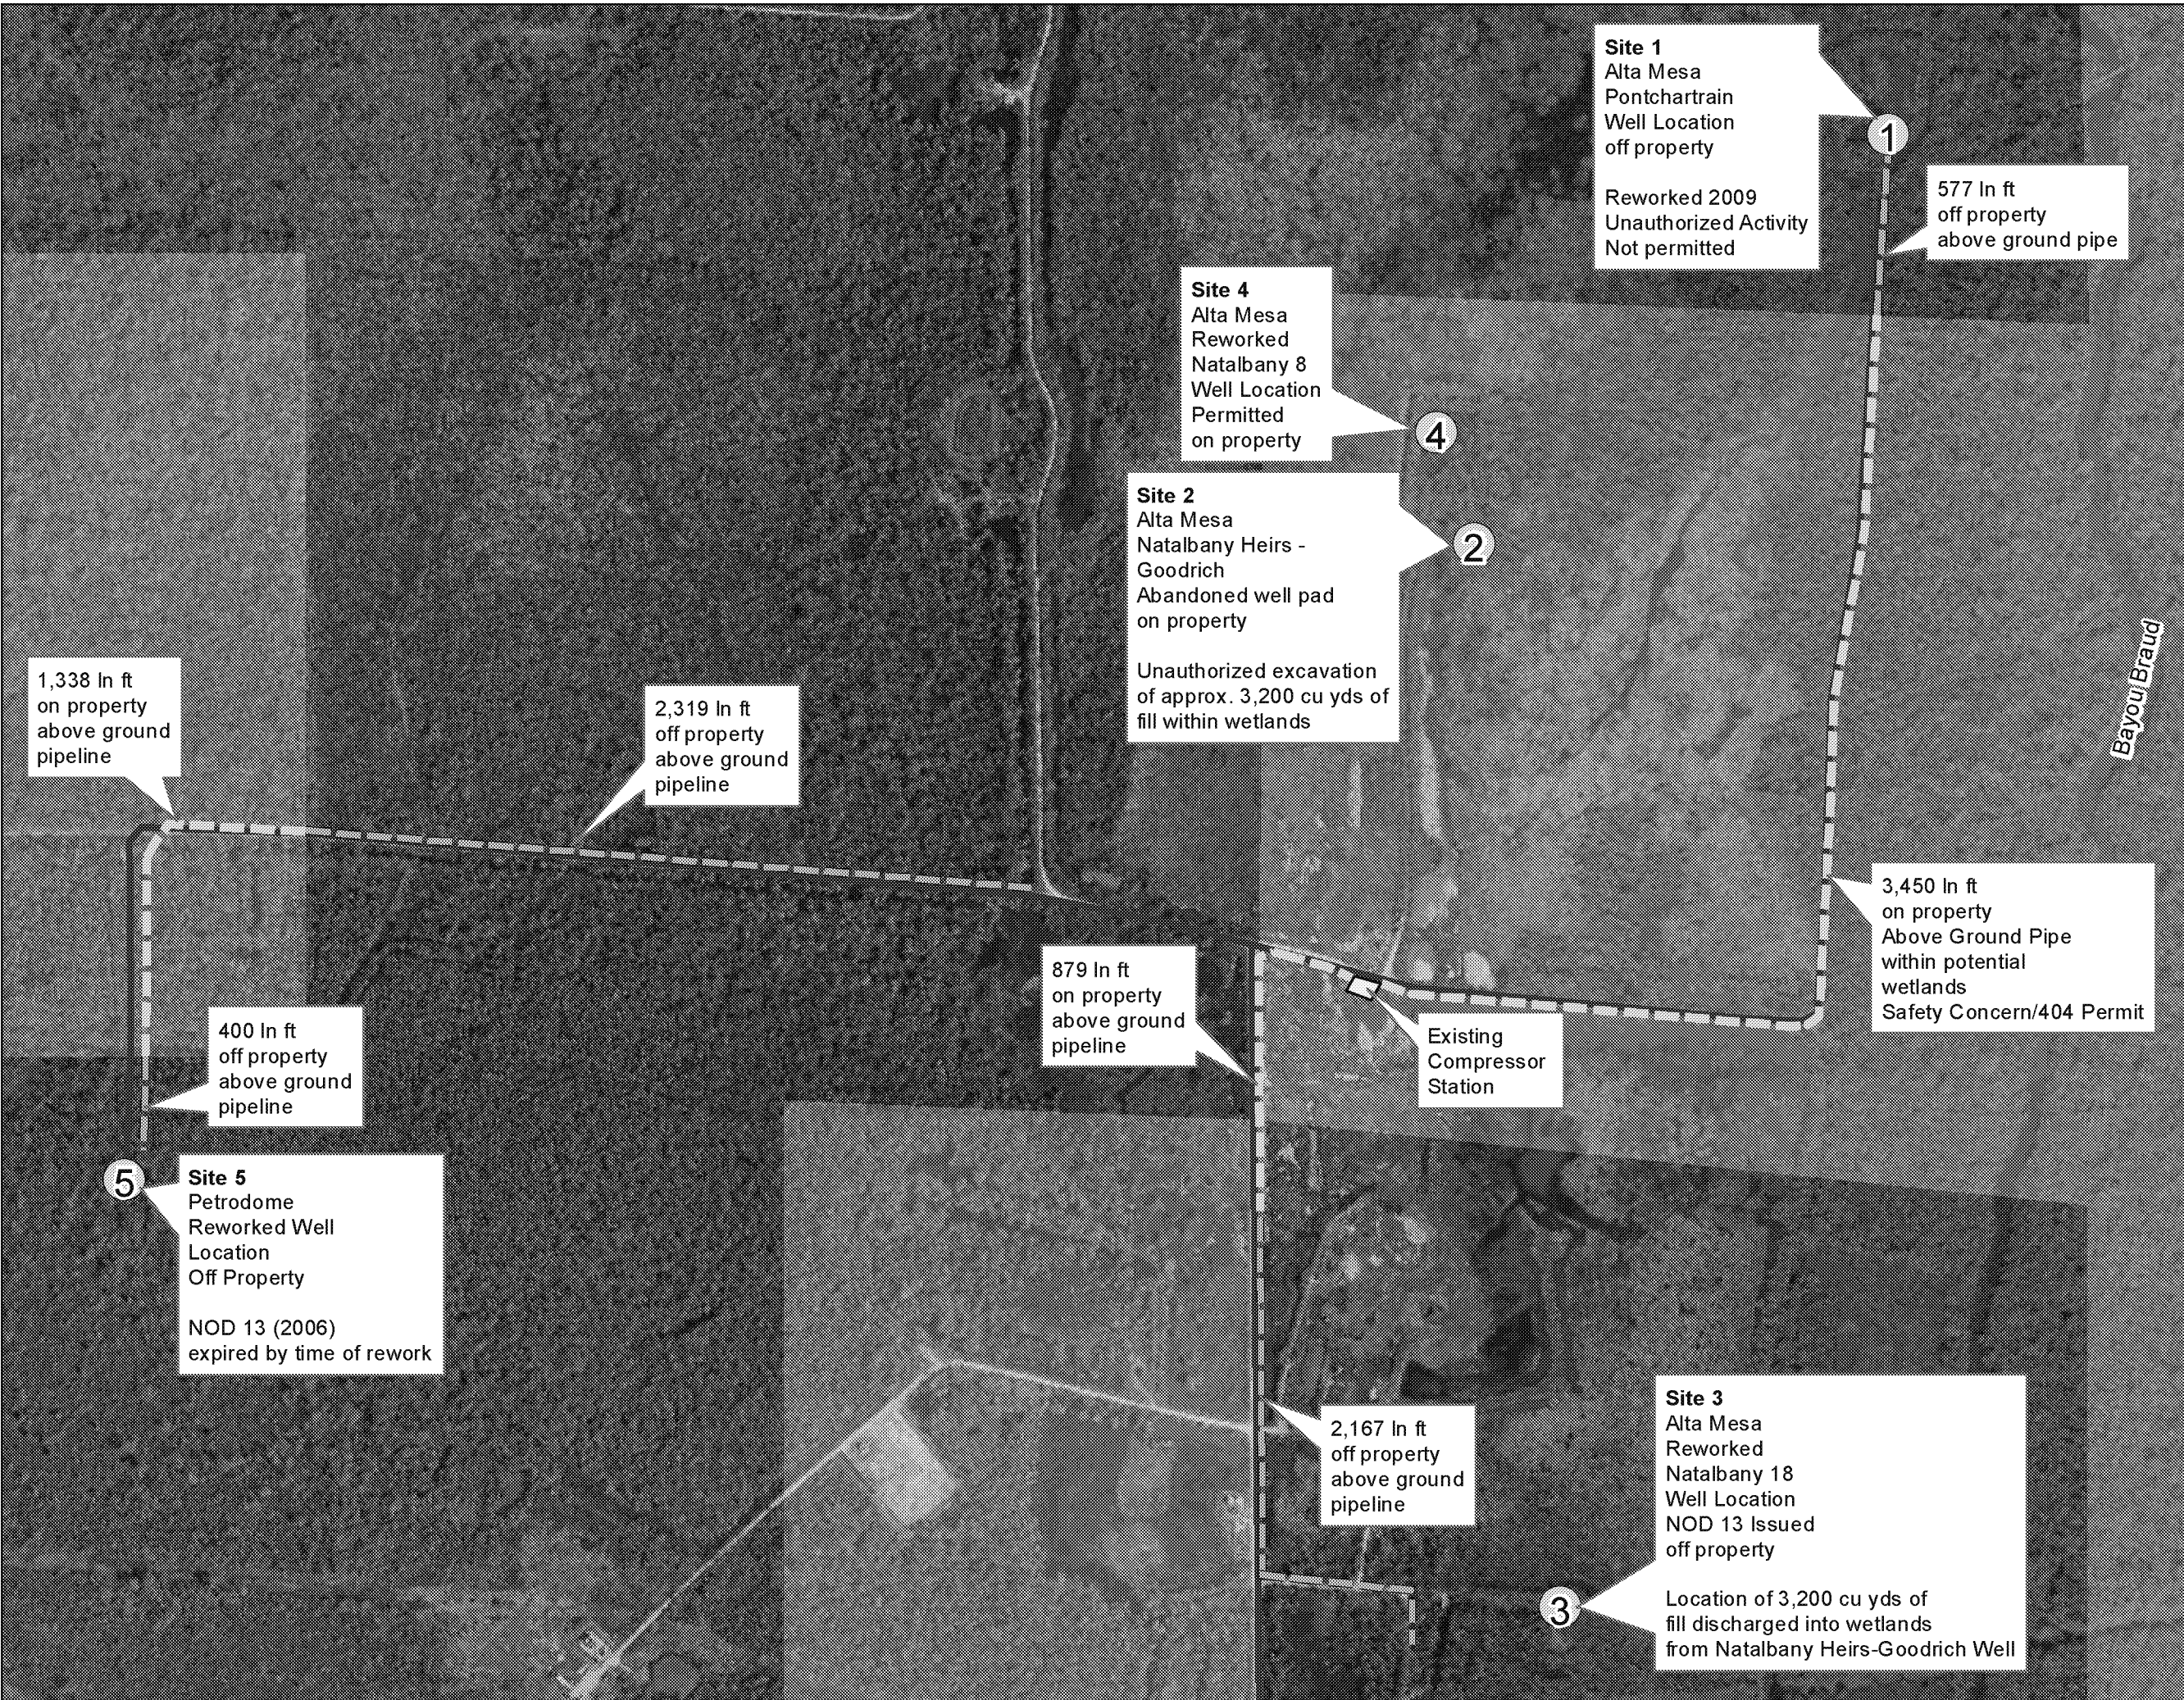 Site 1
Alta Mesa
Pontchartrain
Well Location
off property
Reworked 2009
Unauthorized Activity
Not permitted
1
577 ln ft
off property
above ground pipe
Site 4
Alta Mesa
Reworked
Natalbany 8
Well Location
Permitted
on property
4
Site 2
Alta Mesa
Natalbany Heirs -
Goodrich
Abandoned well pad
on property
Unauthorized excavation
of approx. 3,200 cu yds of
fill within wetlands
2
Bayou Braud
1,338 ln ft
on property
above ground
pipeline
2,319 ln ft
off property
above ground
pipeline
3,450 ln ft
on property
Above Ground Pipe
within potential
wetlands
Safety Concern/404 Permit
879 ln ft
on property
above ground
pipeline
Existing
Compressor
Station
400 ln ft
off property
above ground
pipeline
5
Site 5
Petrodome
Reworked Well
Location
Off Property
NOD 13 (2006)
expired by time of rework
2,167 ln ft
off property
above ground
pipeline
Site 3
Alta Mesa
Reworked
Natalbany 18
Well Location
NOD 13 Issued
off property
Location of 3,200 cu yds of
fill discharged into wetlands
from Natalbany Heirs-Goodrich Well
3